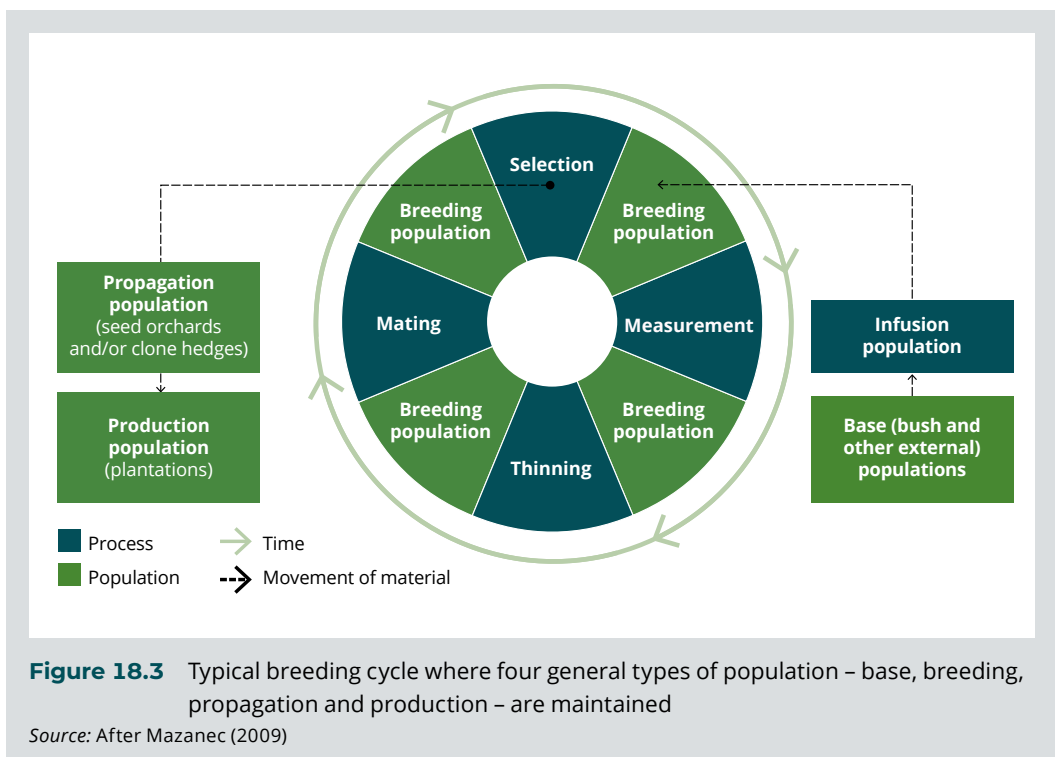 Selection
Breeding
population
Breeding
population
Propagation
population
(seed orchards
and/or clone hedges)
Mating
Measurement
Infusion
population
Production
population
(plantations)
Breeding
population
Breeding
population
Base (bush and
other external)
populations
Thinning
Process
Time
Population
Movement of material
Figure 18.3 Typical breeding cycle where four general types of population – base, breeding,
propagation and production – are maintained
Source: After Mazanec (2009)